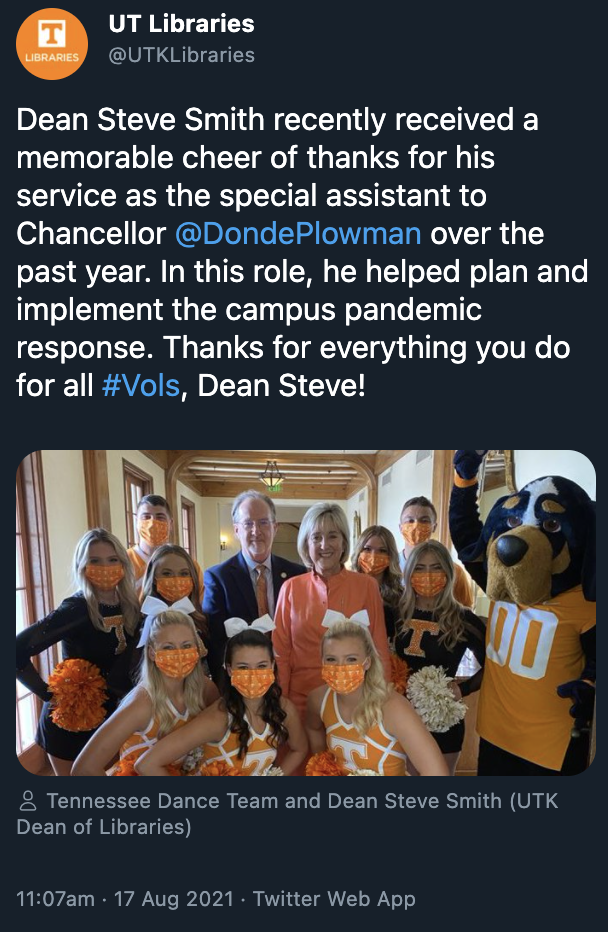 T
LIBRARIES
UT Libraries
@UTKLibraries
Dean Steve Smith recently received a
memorable cheer of thanks for his
service as the special assistant to
Chancellor @DondePlowman over the
past year. In this role, he helped plan and
implement the campus pandemic
response. Thanks for everything you do
for all #Vols, Dean Steve!
T
T
00
T
T
Tennessee Dance Team and Dean Steve Smith (UTK
Dean of Libraries)
11:07am · 17 Aug 2021 · Twitter Web App